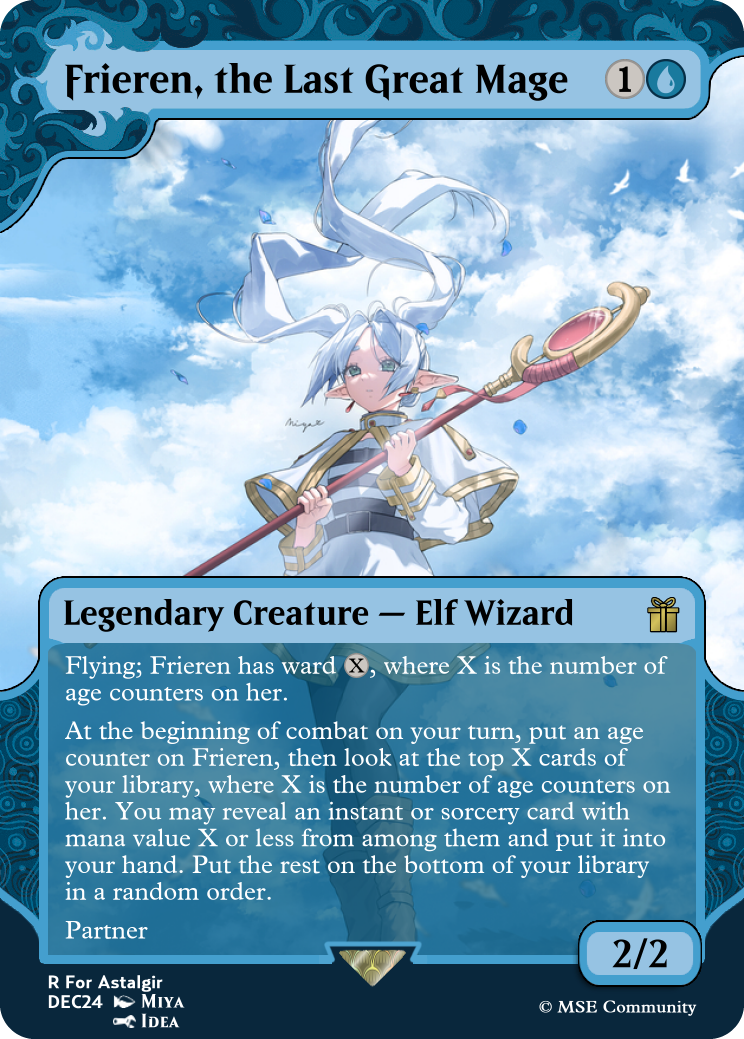 Frieren, the Last Great Mage 1
Legendary Creature — Elf Wizard
Flying; Frieren has ward X, where X is the number of
age counters on her.
At the beginning of combat on your turn, put an age
counter on Frieren, then look at the top X cards of
your library, where X is the number of age counters on
her. You may reveal an instant or sorcery card with
mana value X or less from among them and put it into
your hand. Put the rest on the bottom of your library
in a random order.
Partner
2/2
R For Astalgir
DEC24 Miya
Idea
© MSE Community